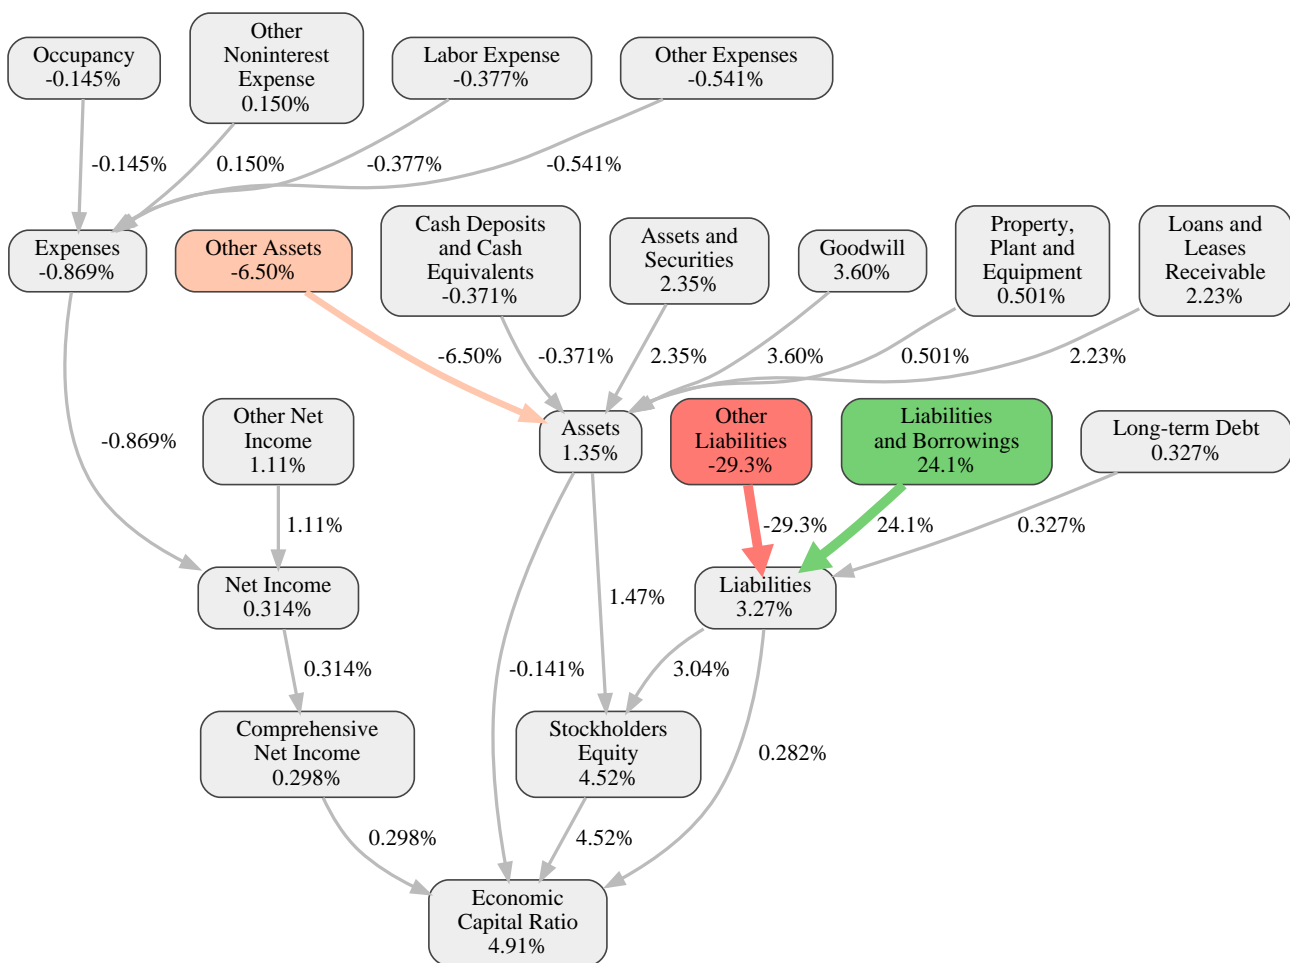 Occupancy
-0.145%
Other
Noninterest
Expense
0.150%
Labor Expense
-0.377%
Other Expenses
-0.541%
-0.145%
0.150%
-0.377%
-0.541%
Expenses
-0.869%
Other Assets
-6.50%
Cash Deposits
and Cash
Equivalents
-0.371%
Assets and
Securities
2.35%
Goodwill
3.60%
Property,
Plant and
Equipment
0.501%
Loans and
Leases
Receivable
2.23%
-6.50%
-0.371%
2.35%
3.60%
0.501%
2.23%
-0.869%
Other Net
Income
1.11%
Assets
1.35%
Other
Liabilities
-29.3%
Liabilities
and Borrowings
24.1%
Long-term Debt
0.327%
1.11%
-29.3%
24.1%
0.327%
Net Income
0.314%
1.47%
Liabilities
3.27%
0.314%
-0.141%
3.04%
0.282%
Comprehensive
Net Income
0.298%
Stockholders
Equity
4.52%
0.298%
4.52%
Economic
Capital Ratio
4.91%